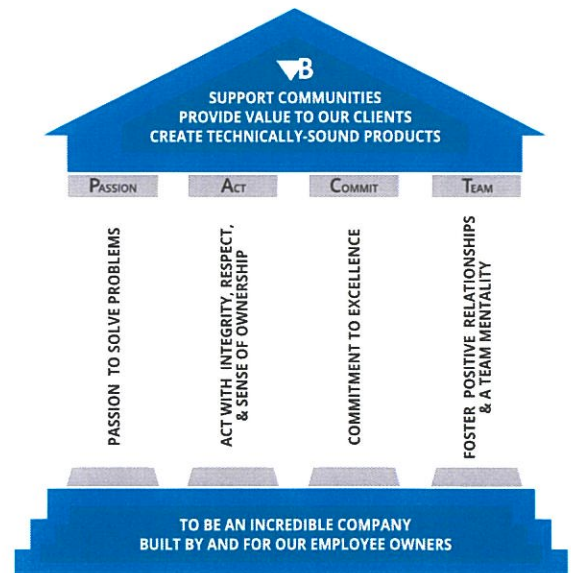 VB
SUPPORT COMMUNITIES
PROVIDE VALUE TO OUR CLIENTS
CREATE TECHNICALLY-SOUND PRODUCTS
PASSION
ACT
COMMIT
TEAM
PASSION TO SOLVE PROBLEMS
ACT WITH INTEGRITY, RESPECT,
& SENSE OF OWNERSHIP
COMMITMENT TO EXCELLENCE
FOSTER POSITIVE RELATIONSHIPS
& A TEAM MENTALITY
TO BE AN INCREDIBLE COMPANY
BUILT BY AND FOR OUR EMPLOYEE OWNERS